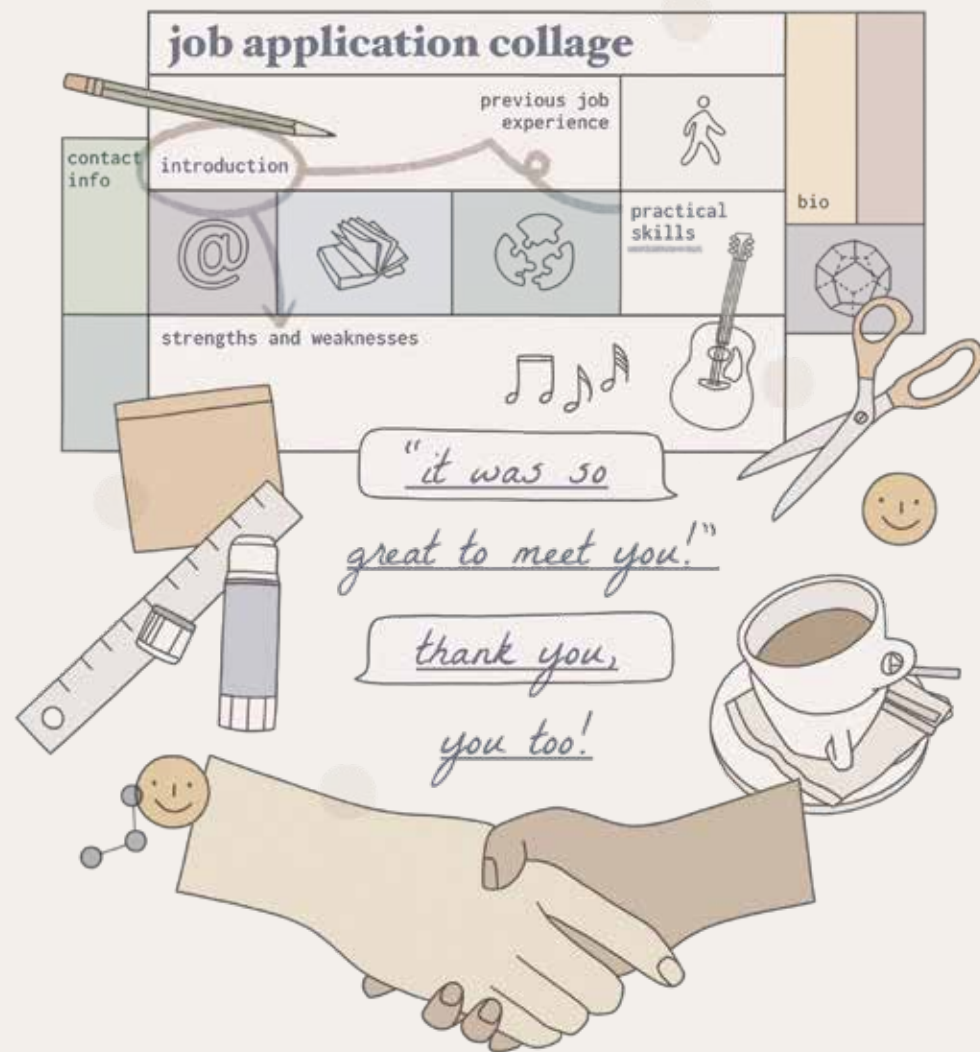 job application collage
previous job
experience
contact
info
introduction
bio
practical
skills
@
strengths and weaknesses
"it was so
great to meet you!"
thank you,
you too!